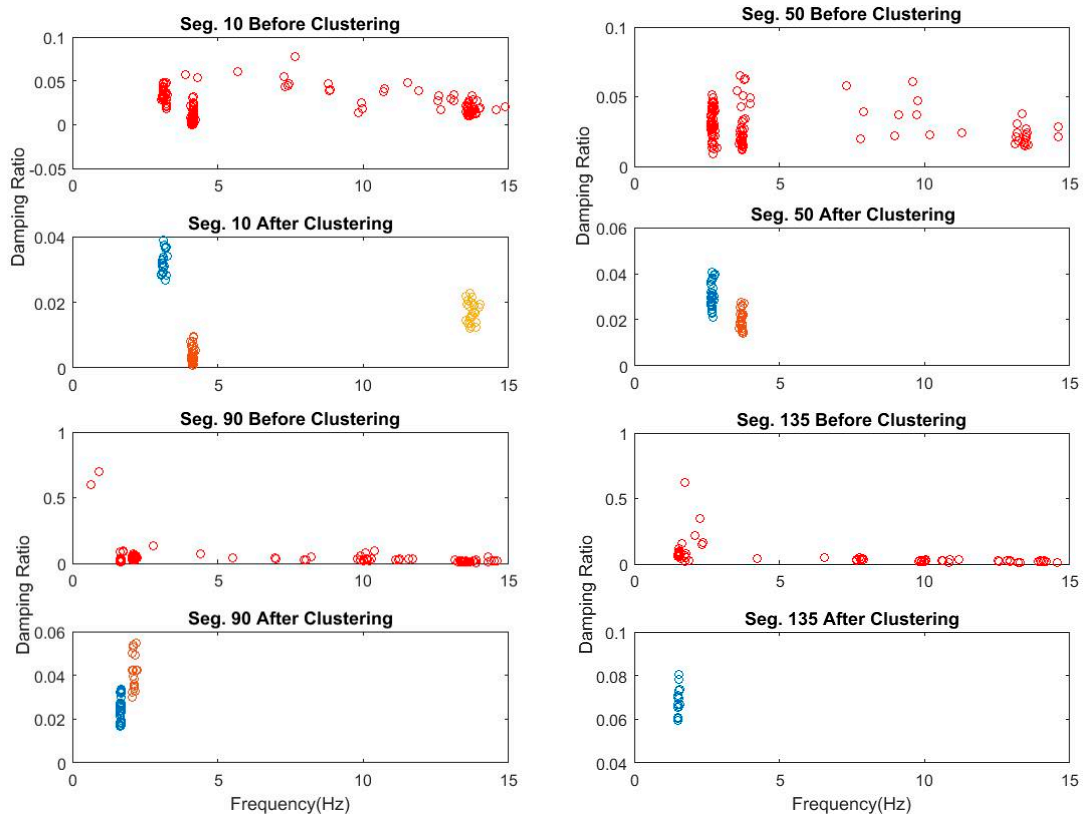 Seg. 10 Before Clustering
0.1
0.05
0
-0.05
0 5 10 15
Seg. 10 After Clustering
0.04
0.02
0
0 5 10 15
Damping Ratio
Seg. 50 Before Clustering
0.1
0.05
0
0 5 10 15
Seg. 50 After Clustering
0.06
0.04
0.02
0
0 5 10 15
Damping Ratio
Seg. 90 Before Clustering
1
0.5
0
0 5 10 15
Seg. 90 After Clustering
0.06
0.04
0.02
0
0 5 10 15
Damping Ratio
Frequency(Hz)
Seg. 135 Before Clustering
1
0.5
0
0 5 10 15
Seg. 135 After Clustering
0.1
0.08
0.06
0.04
0 5 10 15
Damping Ratio
Frequency(Hz)